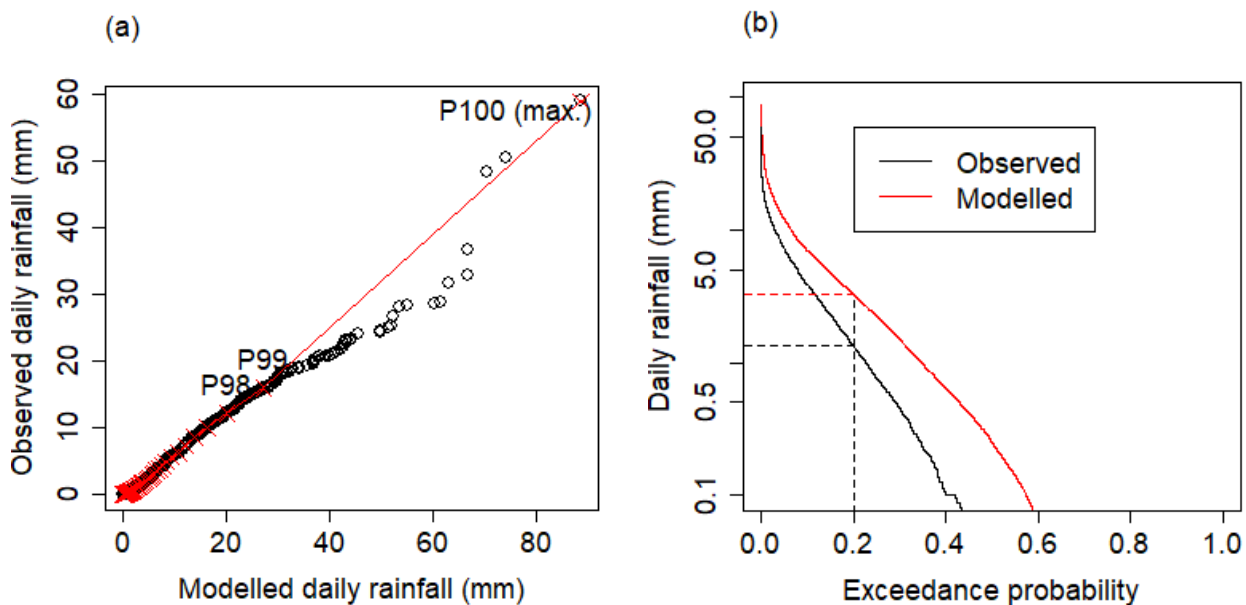 (a)
Observed daily rainfall (mm)
60
50
40
30
20
10
0
P100 (max.)
P99
P98
0 20 40 60 80
Modelled daily rainfall (mm)
(b)
Daily rainfall (mm)
50.0
5.0
0.5
0.1
Observed
Modelled
0.0 0.2 0.4 0.6 0.8 1.0
Exceedance probability